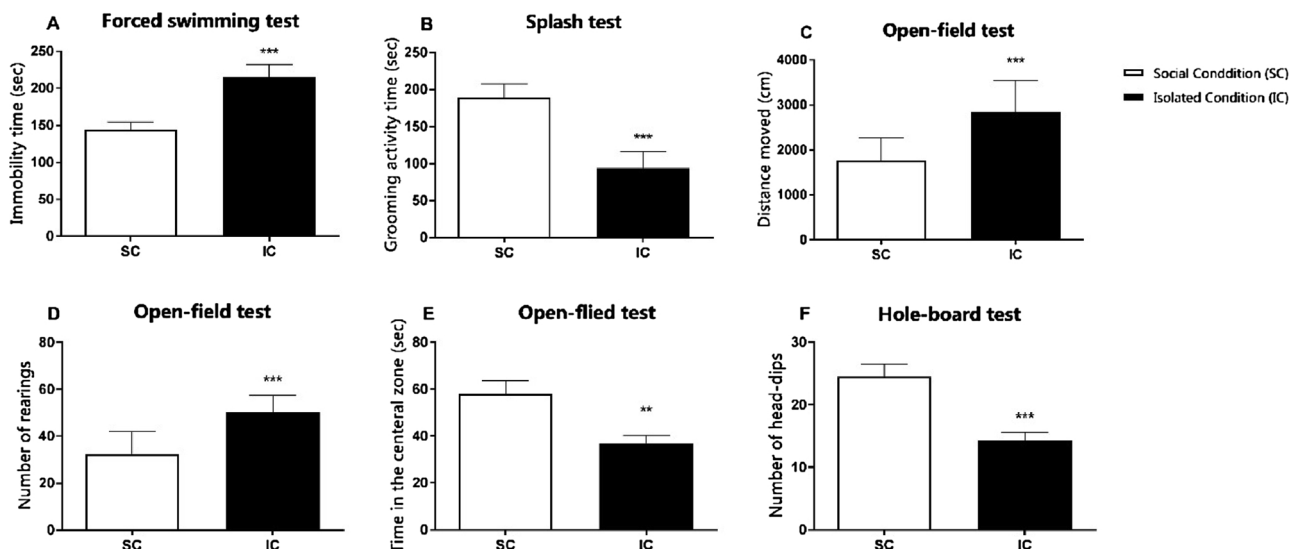 A
Forced swimming test
Immobility time (sec)
250
200
150
100
50
0
***
SC
IC
B
Splash test
Grooming activity time (sec)
250
200
150
100
50
0
***
SC
IC
C
Open-field test
Distance moved (cm)
4000
3000
2000
1000
0
***
SC
IC
Social Conddition (SC)
Isolated Condition (IC)
D
Open-field test
Number of rearings
80
60
40
20
0
***
SC
IC
E
Open-flied test
Time in the centeral zone (sec)
80
60
40
20
0
**
SC
IC
F
Hole-board test
Number of head-dips
30
20
10
0
***
SC
IC